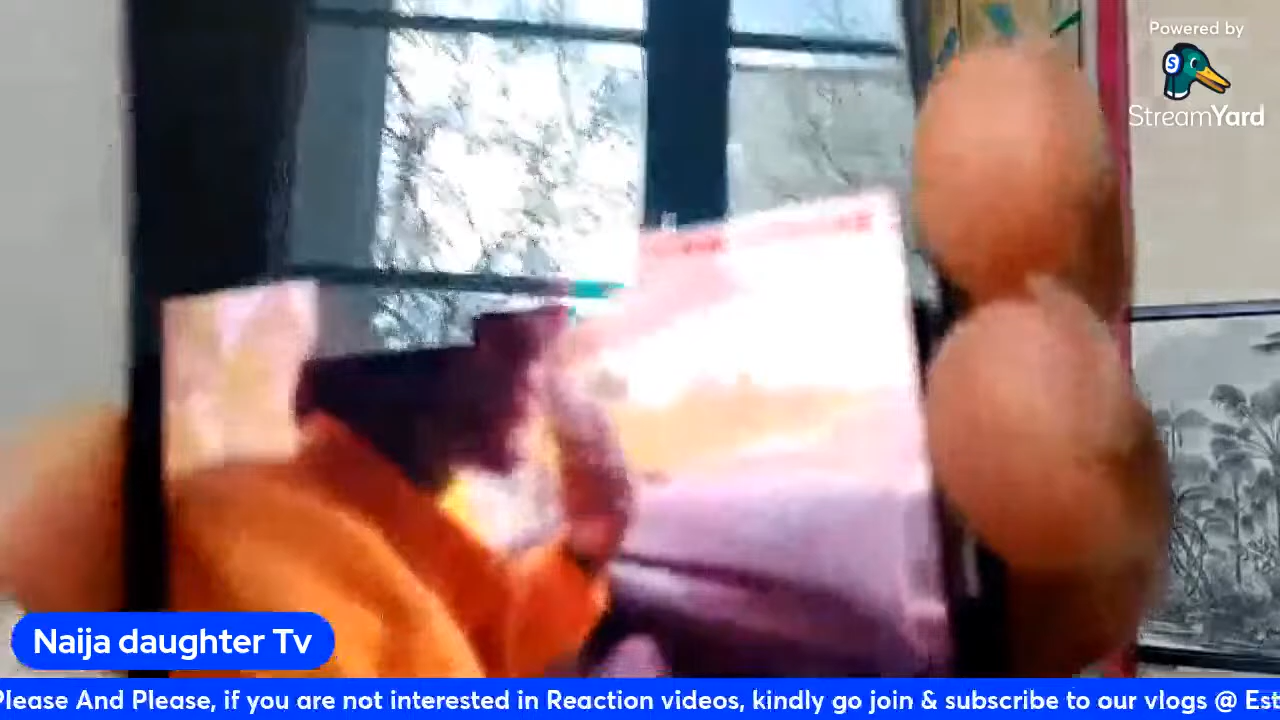 Powered by
StreamYard
Naija daughter Tv
Please And Please, if you are not interested in Reaction videos, kindly go join & subscribe to our vlogs @ Est